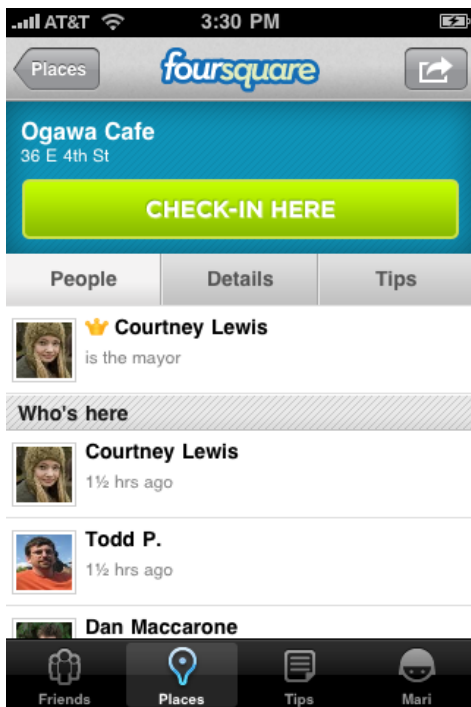 AT&T 3:30 PM
Places foursquare
Ogawa Cafe
36 E 4th St
CHECK-IN HERE
People Details Tips
Courtney Lewis
is the mayor
Who's here
Courtney Lewis
1½ hrs ago
Todd P.
1½ hrs ago
Dan Maccarone
Friends Places Tips Mari